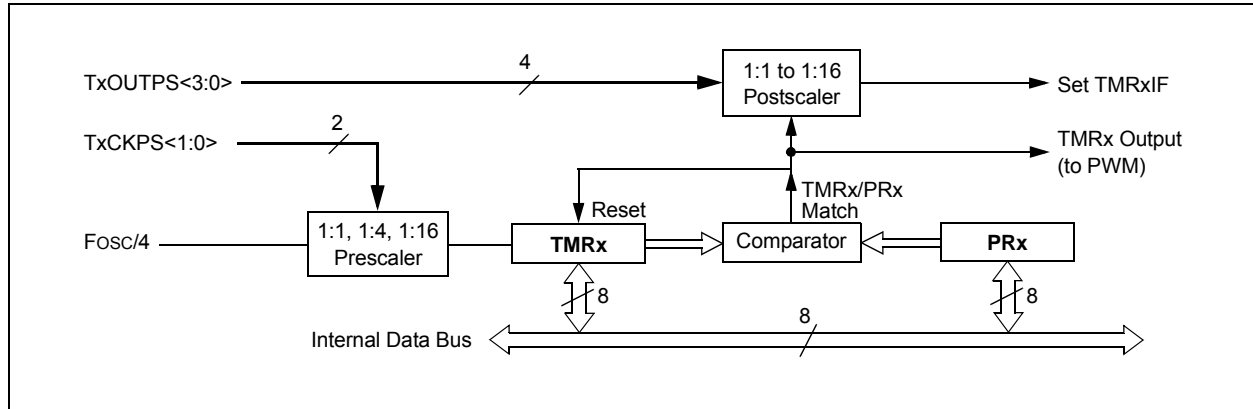 TxOUTPS<3:0>
4
1:1 to 1:16
Postscaler
Set TMRxIF
TxCKPS<1:0>
2
TMRx Output
(to PWM)
TMRx/PRx
Match
Reset
FOSC/4
1:1, 1:4, 1:16
Prescaler
TMRx
Comparator
PRx
8
8
8
Internal Data Bus